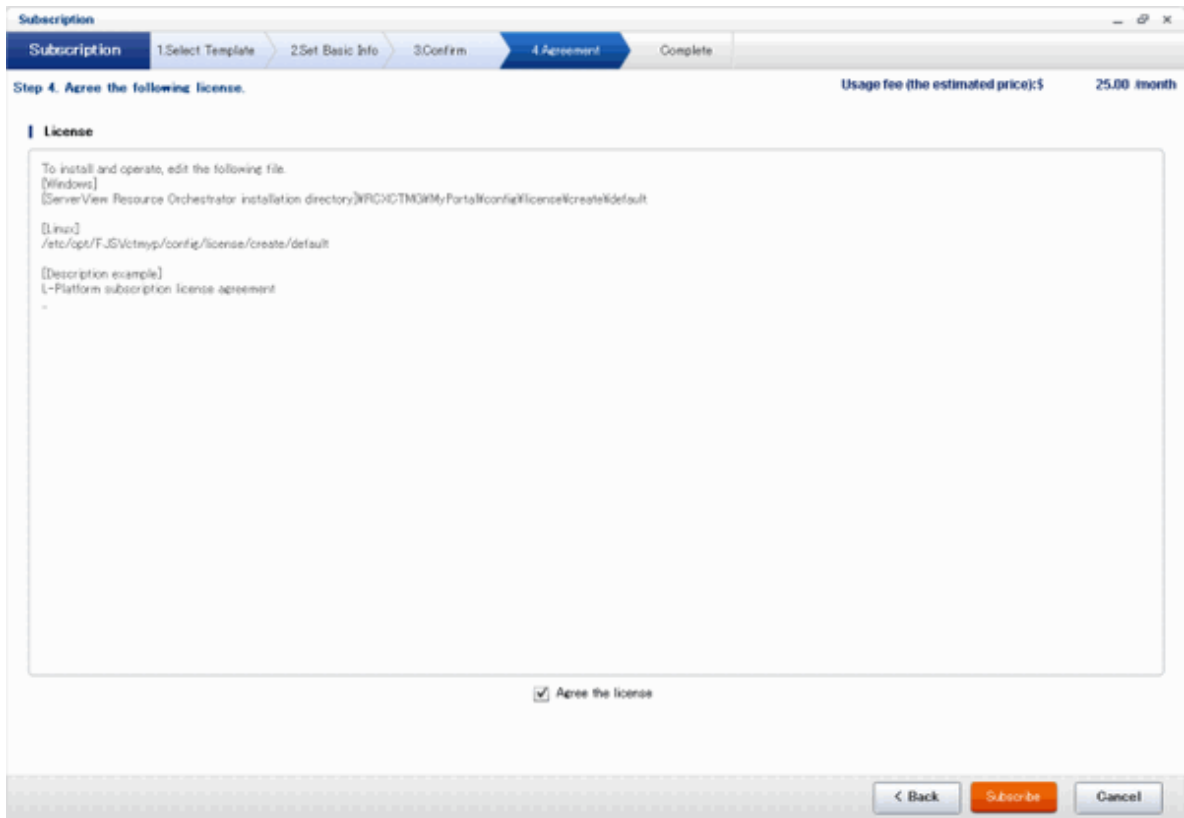 Subscription
Subscription 1.Select Template 2.Set Basic Info 3.Confirm 4.Agreement Complete
Step 4. Agree the following license. Usage fee (the estimated price):$ 25.00 /month
License
To install and operate, edit the following file.
[Windows]
[ServerView Resource Orchestrator installation directory]¥RCXCTMG¥MyPortal¥config¥license¥create¥default
[Linux]
/etc/opt/FJSVctmyp/config/license/create/default
[Description example]
L-Platform subscription license agreement
Agree the license
< Back Subscribe Cancel